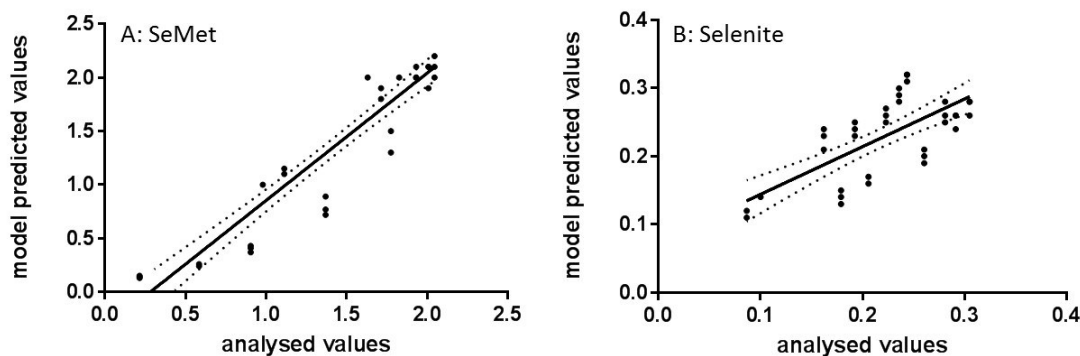 A: SeMet
model predicted values
2.5
2.0
1.5
1.0
0.5
0.0
0.0 0.5 1.0 1.5 2.0 2.5
analysed values
B: Selenite
model predicted values
0.4
0.3
0.2
0.1
0.0
0.0 0.1 0.2 0.3 0.4
analysed values